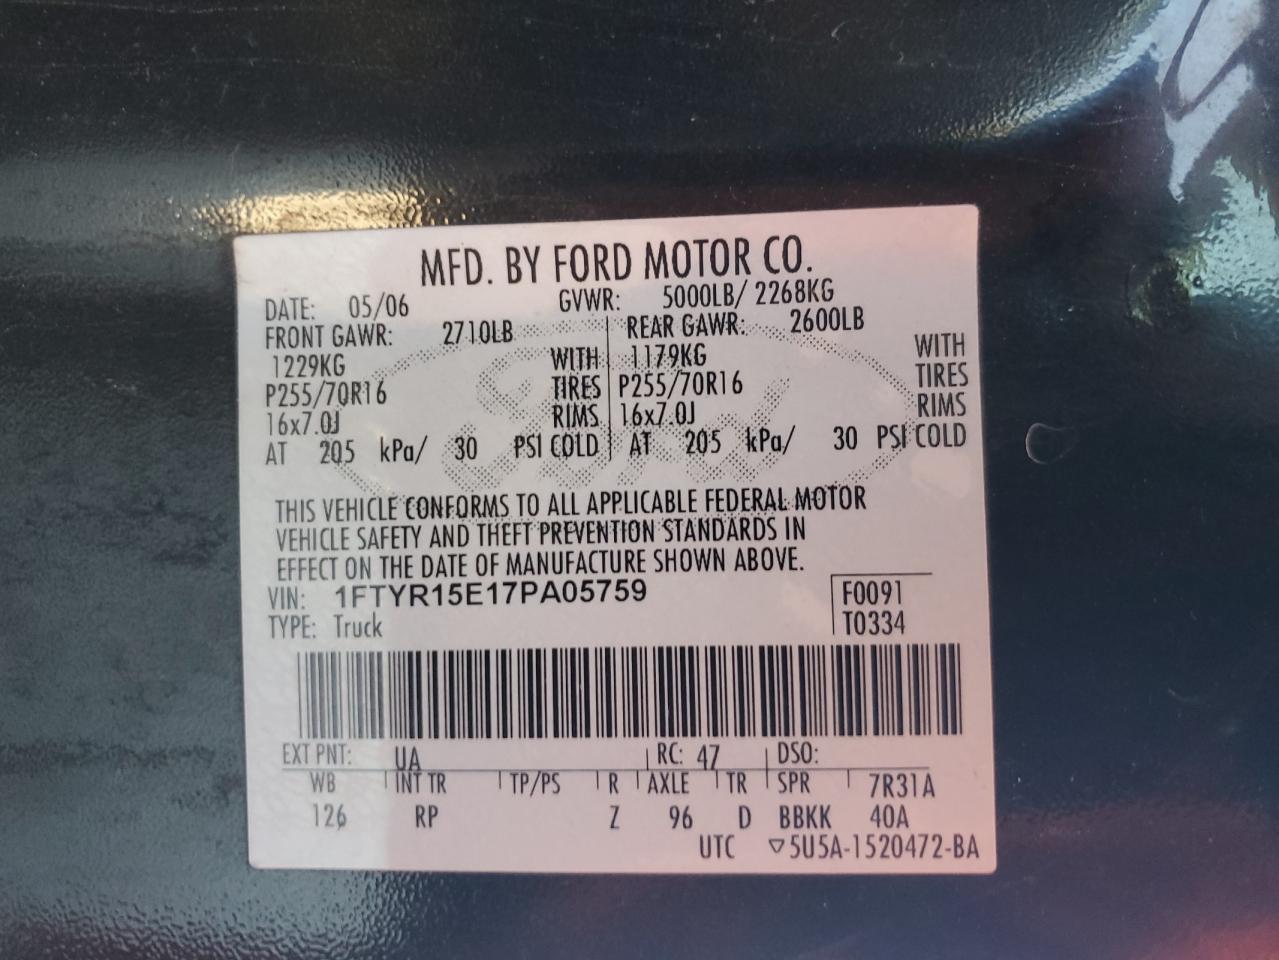 MFD. BY FORD MOTOR CO.
DATE: 05/06 GVWR: 5000LB/ 2268KG
FRONT GAWR: 2710LB REAR GAWR: 2600LB
1229KG WITH 1179KG WITH
P255/70R16 TIRES P255/70R16 TIRES
16x7.0J RIMS 16x7.0J RIMS
AT 205 kPa/ 30 PSI COLD AT 205 kPa/ 30 PSI COLD
THIS VEHICLE CONFORMS TO ALL APPLICABLE FEDERAL MOTOR
VEHICLE SAFETY AND THEFT PREVENTION STANDARDS IN
EFFECT ON THE DATE OF MANUFACTURE SHOWN ABOVE.
VIN: 1FTYR15E17PA05759 F0091
TYPE: Truck T0334
EXT PNT: UA RC: 47 DSO:
WB INT TR TP/PS R AXLE TR SPR 7R31A
126 RP Z 96 D BBKK 40A
UTC ▽5U5A-1520472-BA